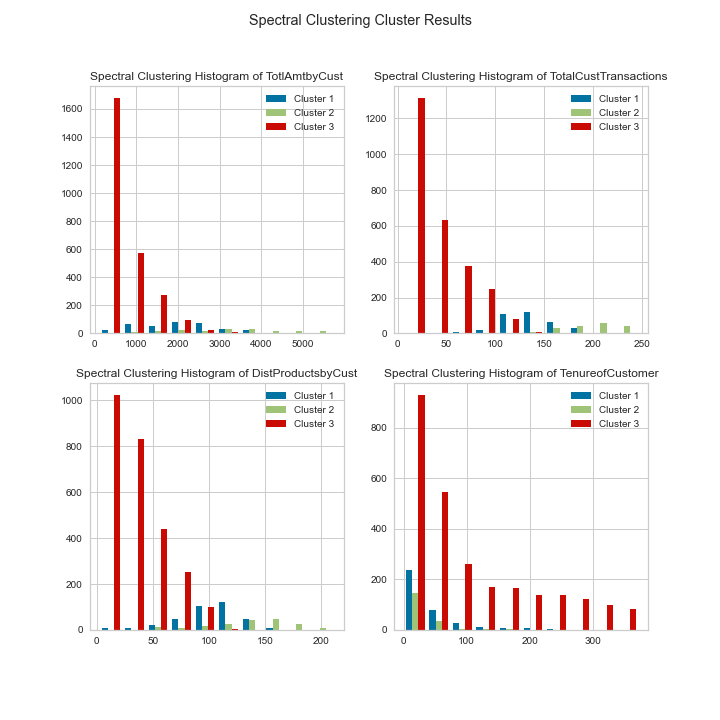 Spectral Clustering Cluster Results
Spectral Clustering Histogram of TotlAmtbyCust
Cluster 1
Cluster 2
Cluster 3
1600
1400
1200
1000
800
600
400
200
0
0 1000 2000 3000 4000 5000
Spectral Clustering Histogram of TotalCustTransactions
Cluster 1
Cluster 2
Cluster 3
1200
1000
800
600
400
200
0
0 50 100 150 200 250
Spectral Clustering Histogram of DistProductsbyCust
Cluster 1
Cluster 2
Cluster 3
1000
800
600
400
200
0
0 50 100 150 200
Spectral Clustering Histogram of TenureofCustomer
Cluster 1
Cluster 2
Cluster 3
800
600
400
200
0
0 100 200 300